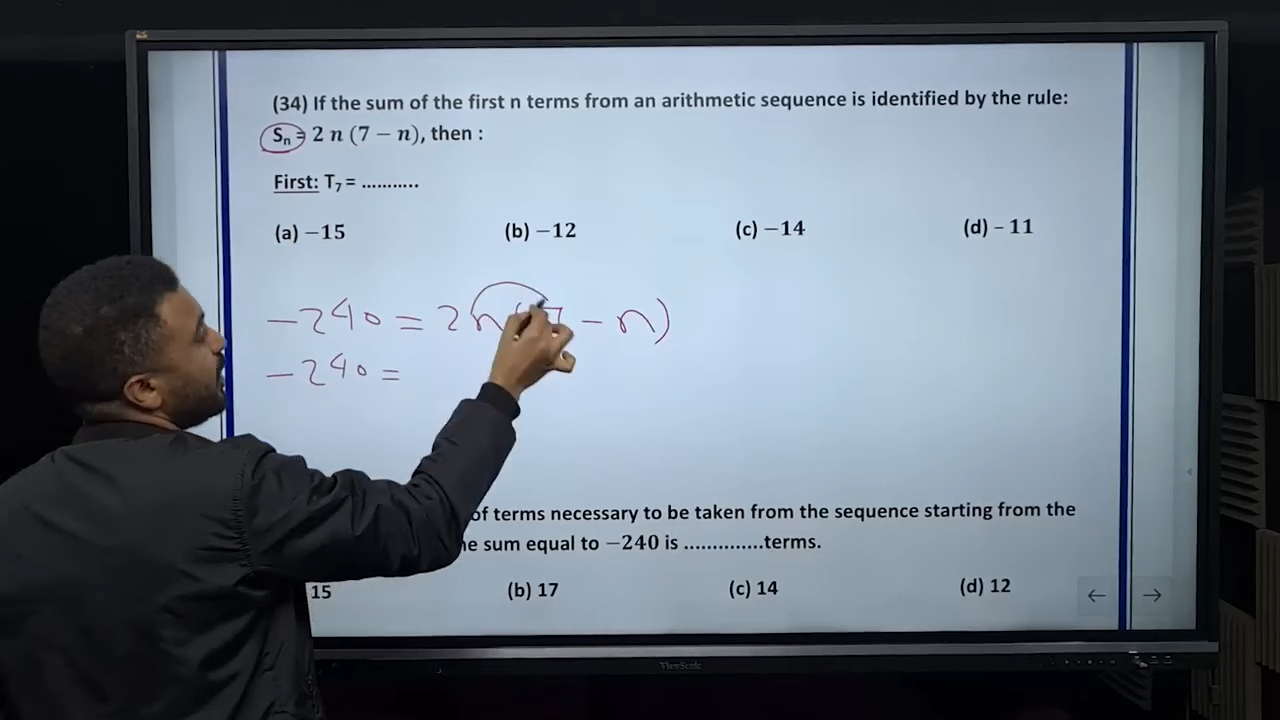 (34) If the sum of the first n terms from an arithmetic sequence is identified by the rule:
Sn = 2 n (7 − n), then :
First: T7 = ...........
(a) −15 (b) −12 (c) −14 (d) – 11
−240 = 2n(7 − n)
−240 =
of terms necessary to be taken from the sequence starting from the
sum equal to −240 is ..............terms.
15 (b) 17 (c) 14 (d) 12
← →
ViewSonic